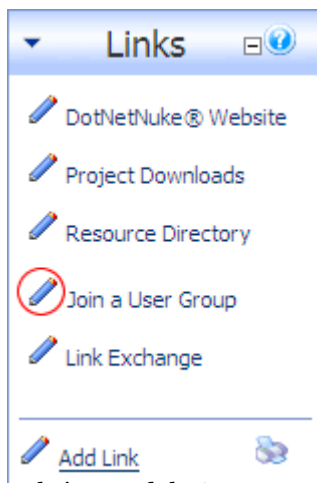 Links
DotNetNuke® Website
Project Downloads
Resource Directory
Join a User Group
Link Exchange
Add Link